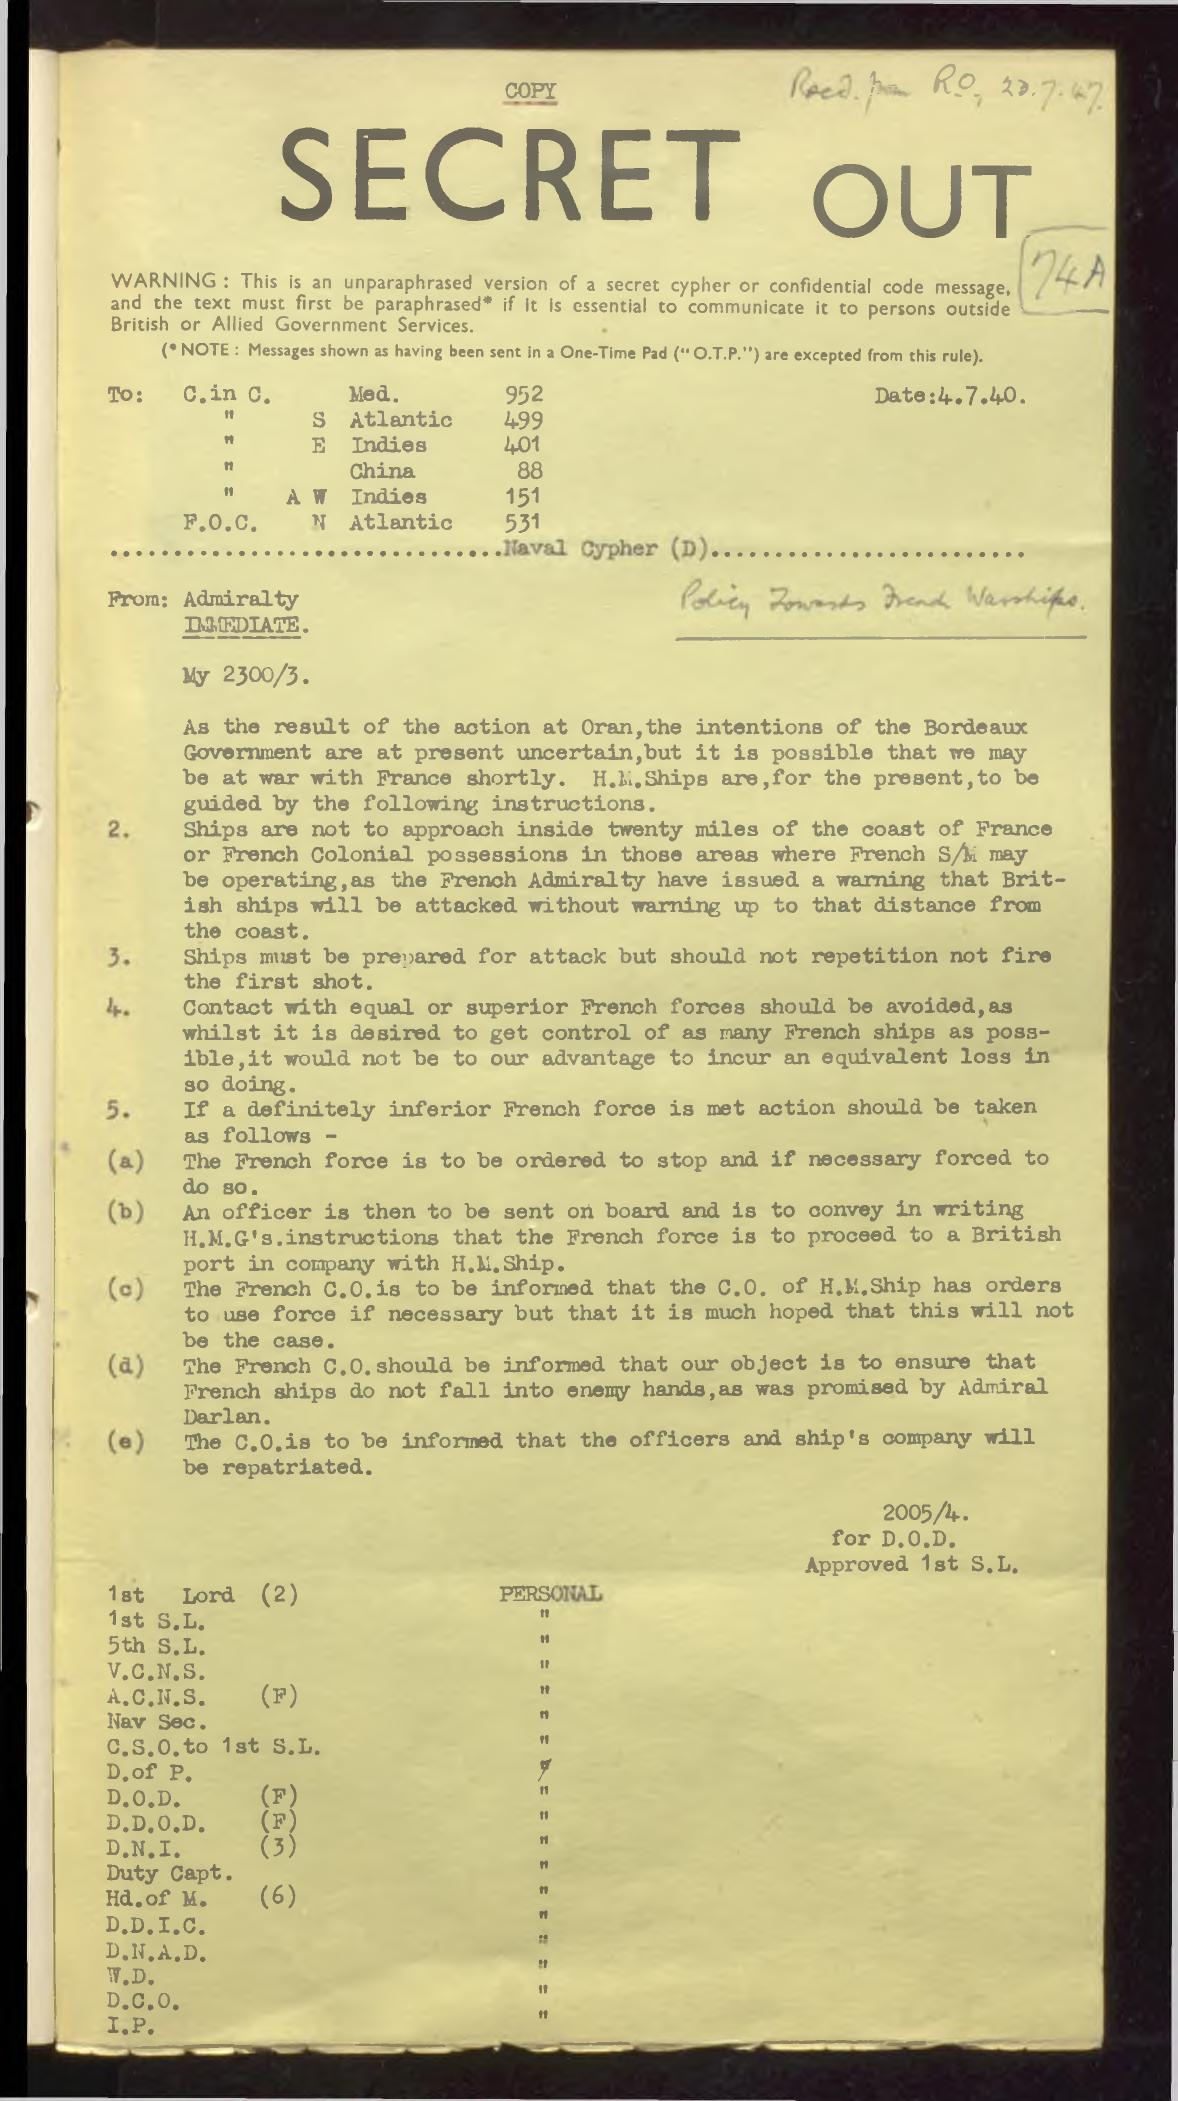 COPY
Recd. from R.O., 23.7.47.
SECRET OUT
74A
WARNING : This is an unparaphrased version of a secret cypher or confidential code message,
and the text must first be paraphrased* if it is essential to communicate it to persons outside
British or Allied Government Services.
(* NOTE : Messages shown as having been sent in a One-Time Pad ("O.T.P.") are excepted from this rule).
To: C.in C. Med. 952 Date:4.7.40.
" S Atlantic 499
" E Indies 401
" China 88
" A W Indies 151
F.O.C. N Atlantic 531
...............................Naval Cypher (D).........................
From: Admiralty
Policy Towards French Warships.
IMMEDIATE.
My 2300/3.
As the result of the action at Oran,the intentions of the Bordeaux
Government are at present uncertain,but it is possible that we may
be at war with France shortly. H.M.Ships are,for the present,to be
guided by the following instructions.
2. Ships are not to approach inside twenty miles of the coast of France
or French Colonial possessions in those areas where French S/M may
be operating,as the French Admiralty have issued a warning that Brit-
ish ships will be attacked without warning up to that distance from
the coast.
3. Ships must be prepared for attack but should not repetition not fire
the first shot.
4. Contact with equal or superior French forces should be avoided,as
whilst it is desired to get control of as many French ships as poss-
ible,it would not be to our advantage to incur an equivalent loss in
so doing.
5. If a definitely inferior French force is met action should be taken
as follows -
(a) The French force is to be ordered to stop and if necessary forced to
do so.
(b) An officer is then to be sent on board and is to convey in writing
H.M.G's.instructions that the French force is to proceed to a British
port in company with H.M.Ship.
(c) The French C.O.is to be informed that the C.O. of H.M.Ship has orders
to use force if necessary but that it is much hoped that this will not
be the case.
(d) The French C.O.should be informed that our object is to ensure that
French ships do not fall into enemy hands,as was promised by Admiral
Darlan.
(e) The C.O.is to be informed that the officers and ship's company will
be repatriated.
2005/4.
for D.O.D.
Approved 1st S.L.
1st Lord (2) PERSONAL
1st S.L. "
5th S.L. "
V.C.N.S. "
A.C.N.S. (F) "
Nav Sec. "
C.S.O.to 1st S.L. "
D.of P. "
D.O.D. (F) "
D.D.O.D. (F) "
D.N.I. (3) "
Duty Capt. "
Hd.of M. (6) "
D.D.I.C. "
D.N.A.D. "
W.D. "
D.C.O. "
I.P. "